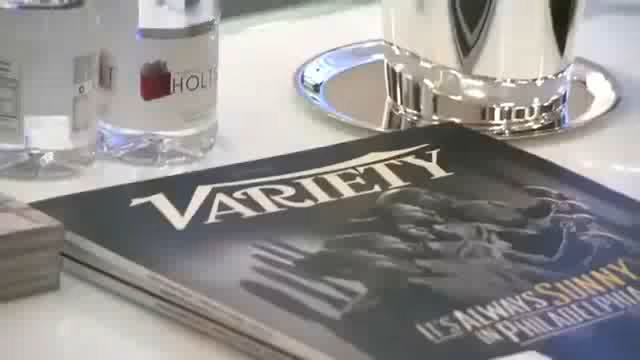 HOLT
VARIETY
IT'S ALWAYS SUNNY
IN PHILADELPHIA